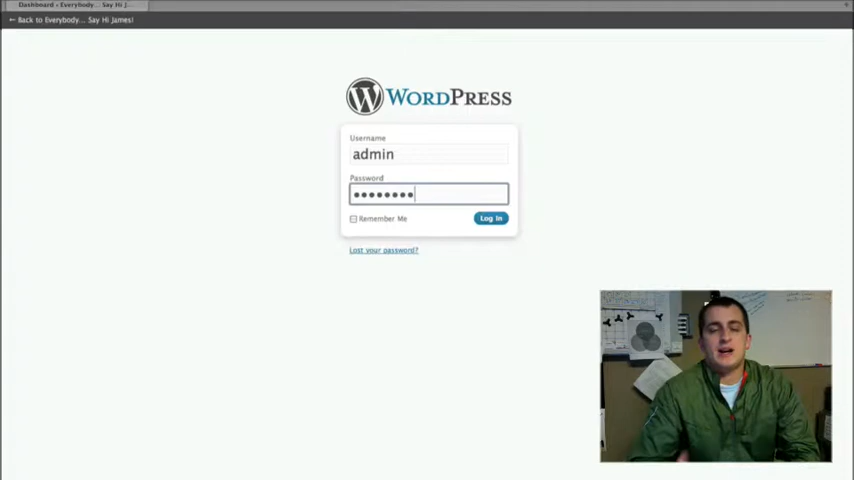 Dashboard ‹ Everybody... Say Hi J...
← Back to Everybody... Say Hi James!
WORDPRESS
Username
admin
Password
Remember Me
Log In
Lost your password?